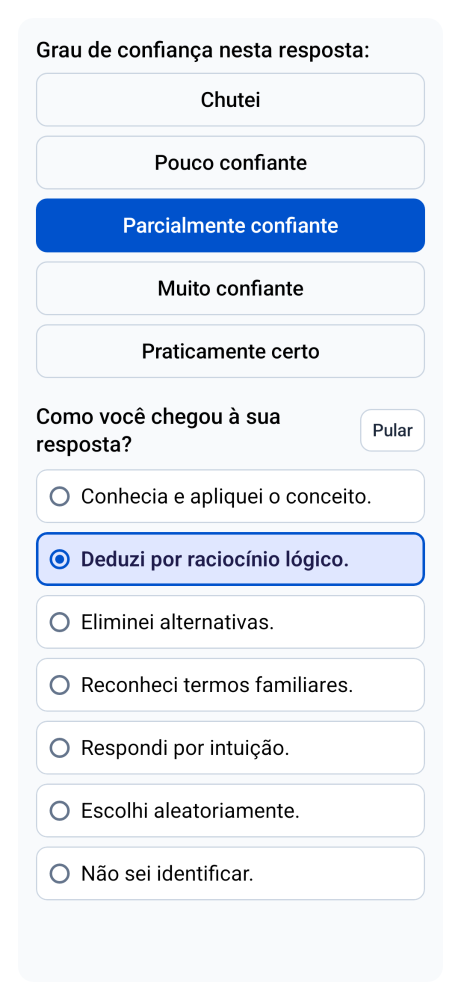 Grau de confiança nesta resposta:
Chutei
Pouco confiante
Parcialmente confiante
Muito confiante
Praticamente certo
Como você chegou à sua
resposta?
Pular
Conhecia e apliquei o conceito.
Deduzi por raciocínio lógico.
Eliminei alternativas.
Reconheci termos familiares.
Respondi por intuição.
Escolhi aleatoriamente.
Não sei identificar.